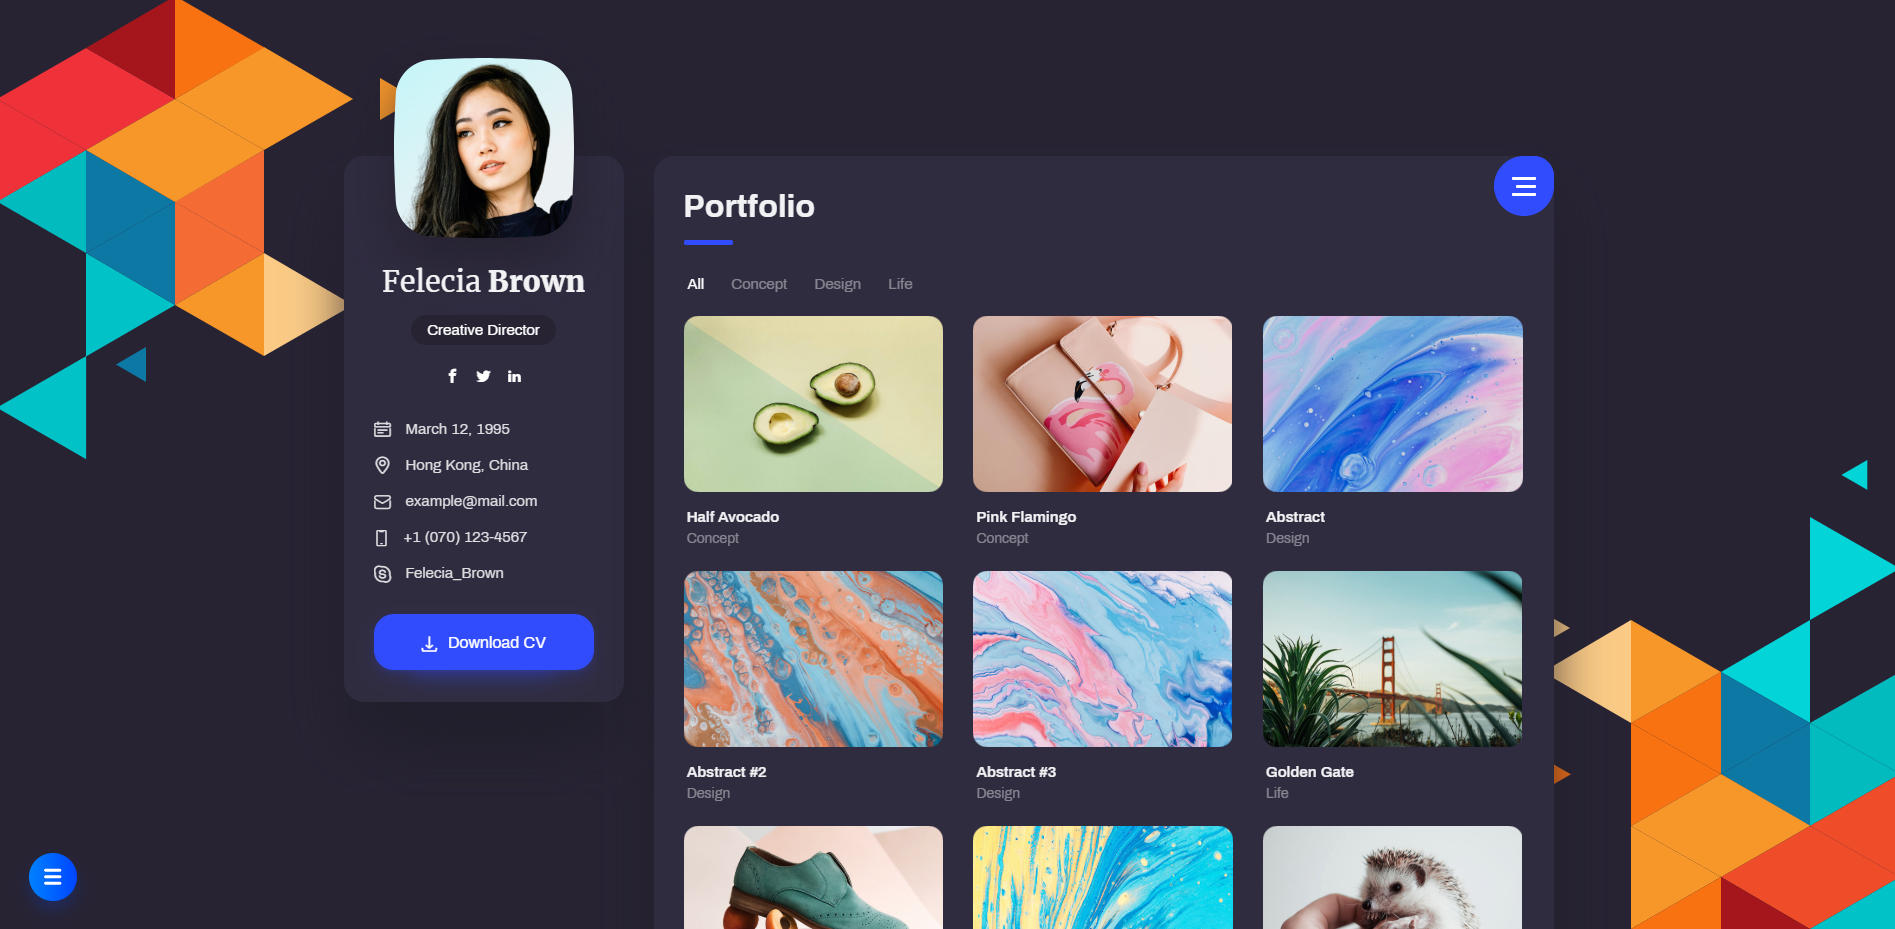 Felecia Brown
Creative Director
March 12, 1995
Hong Kong, China
example@mail.com
+1 (070) 123-4567
Felecia_Brown
Download CV
Portfolio
All Concept Design Life
Half Avocado
Concept
Pink Flamingo
Concept
Abstract
Design
Abstract #2
Design
Abstract #3
Design
Golden Gate
Life